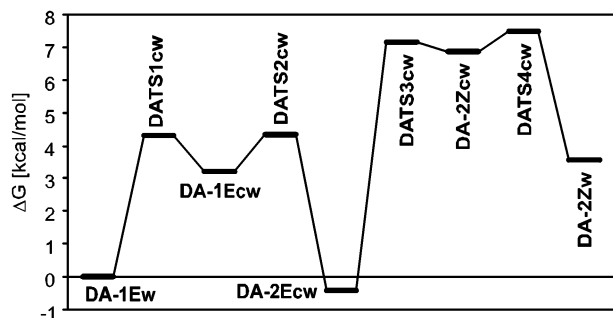 ΔG [kcal/mol]
8
7
6
5
4
3
2
1
0
-1
DA-1Ew
DATS1cw
DA-1Ecw
DATS2cw
DA-2Ecw
DATS3cw
DA-2Zcw
DATS4cw
DA-2Zw